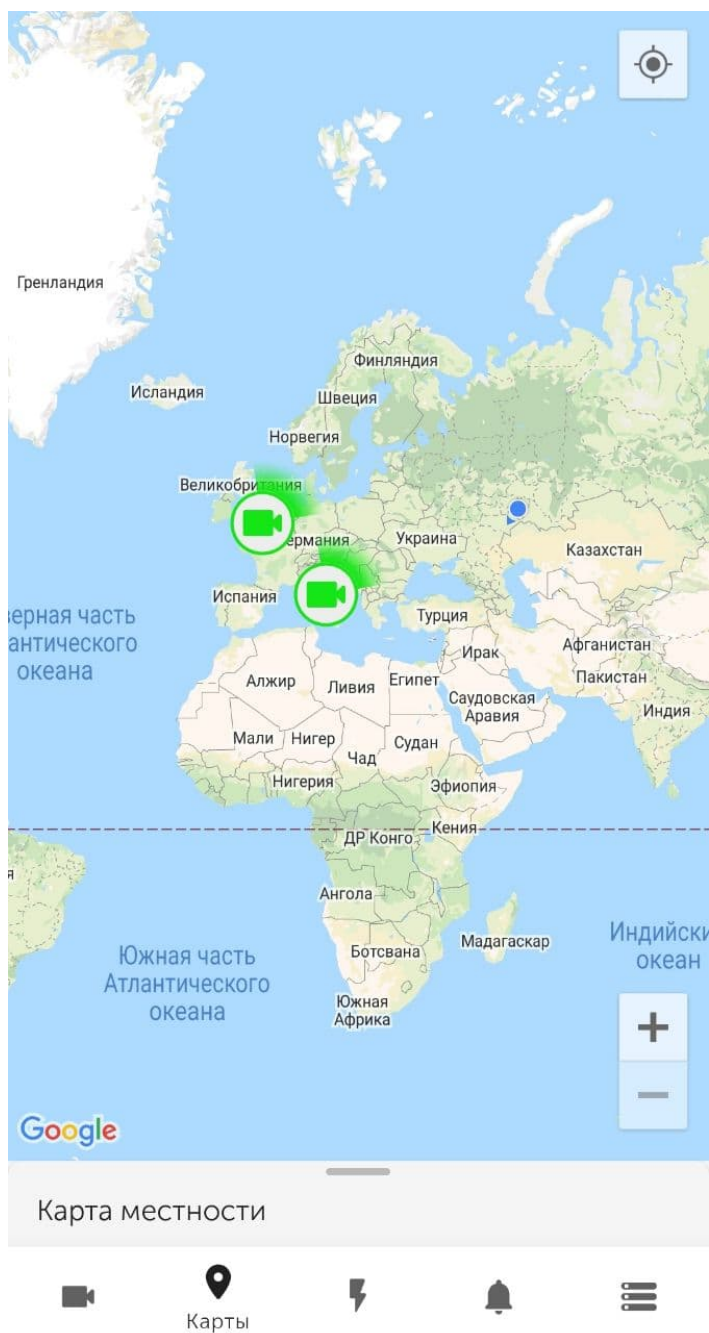 Гренландия
Финляндия
Исландия
Швеция
Норвегия
Великобритания
ермания
Украина
Казахстан
Испания
Турция
верная часть
антического
океана
Ирак
Афганистан
Пакистан
Алжир
Ливия
Египет
Саудовская
Аравия
Индия
Мали
Нигер
Чад
Судан
Нигерия
Эфиопия
ДР Конго
Кения
я
Ангола
Ботсвана
Мадагаскар
Индийски
океан
Южная часть
Атлантического
океана
Южная
Африка
Google
Карта местности
Карты